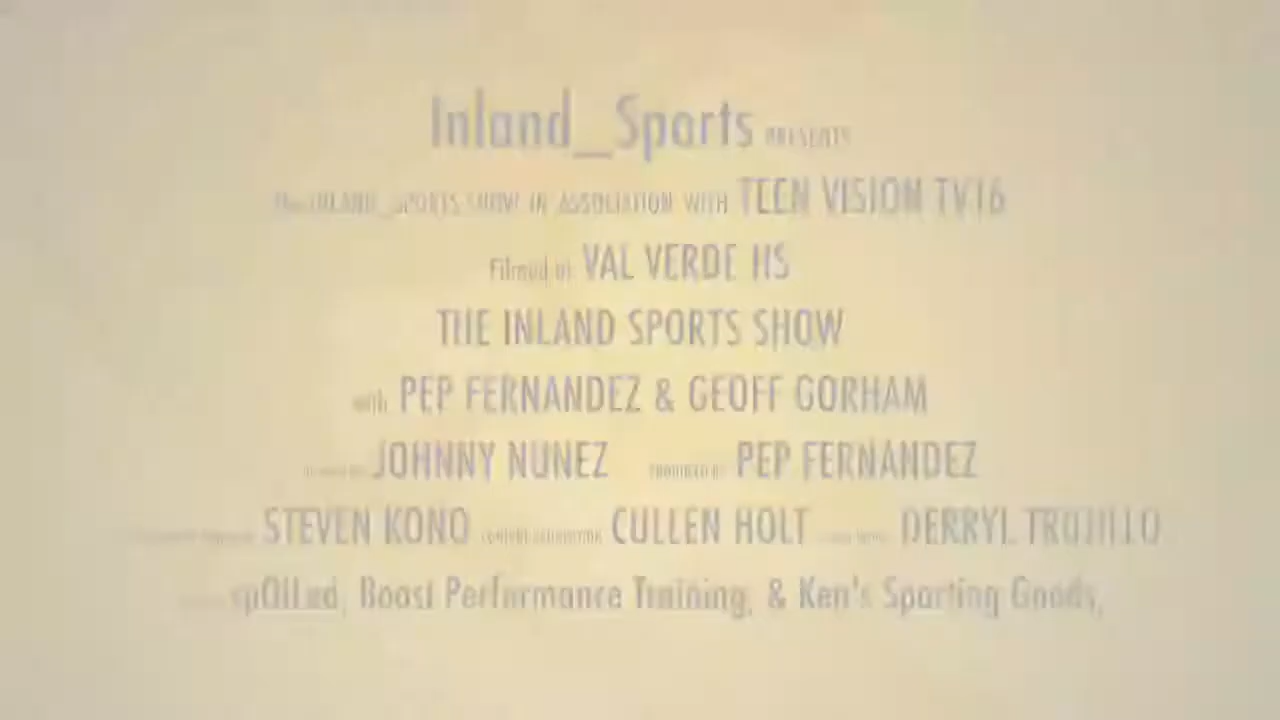 Inland_Sports PRESENTS
The INLAND_SPORTS SHOW IN ASSOCIATION WITH TEEN VISION TV16
Filmed at VAL VERDE HS
THE INLAND SPORTS SHOW
with PEP FERNANDEZ & GEOFF GORHAM
JOHNNY NUNEZ PRODUCED BY PEP FERNANDEZ
STEVEN KONO CULLEN HOLT DERRYL TRUJILLO
spOILed, Boost Performance Training, & Ken's Sporting Goods,